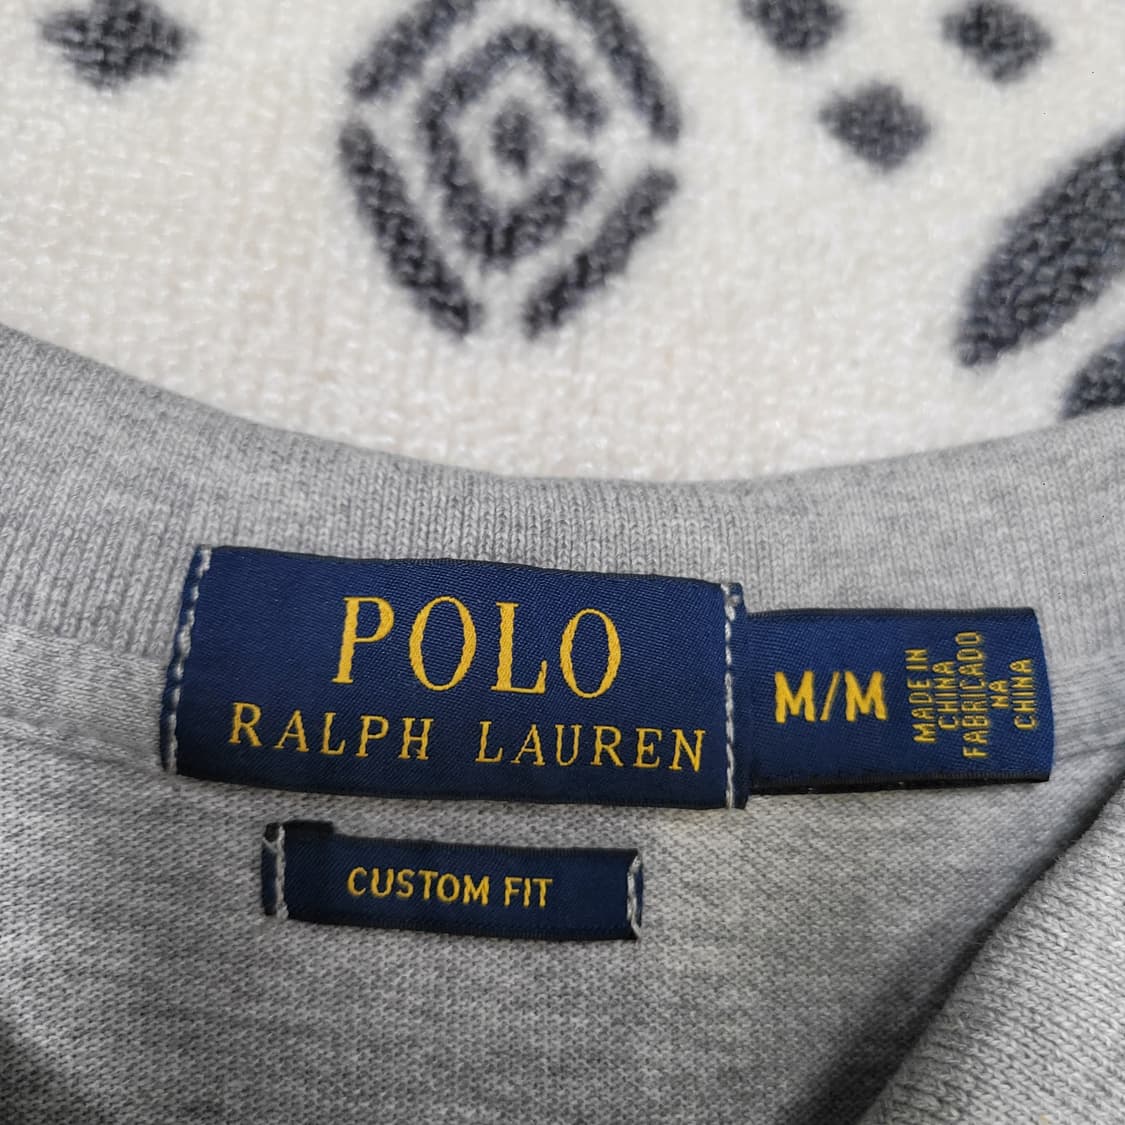 POLO
RALPH LAUREN
M/M
MADE IN
CHINA
FABRICADO
NA
CHINA
CUSTOM FIT